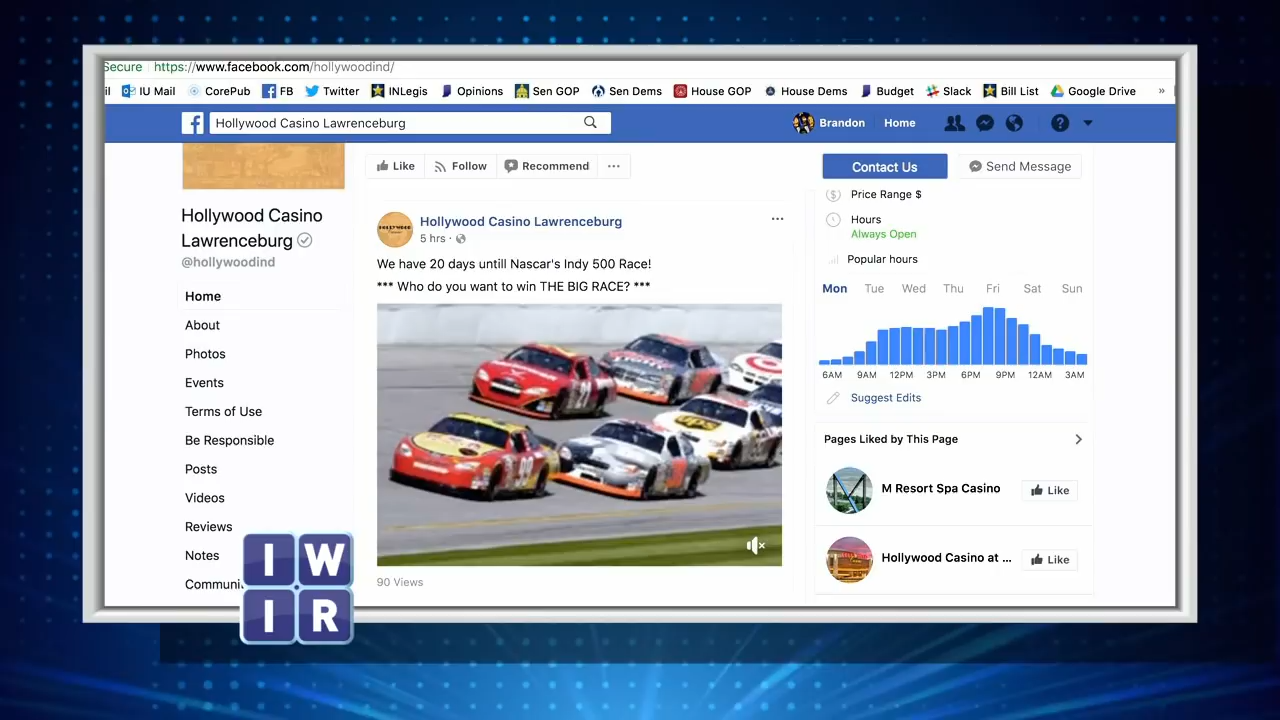 Secure https://www.facebook.com/hollywoodind/
il IU Mail CorePub FB Twitter INLegis Opinions Sen GOP Sen Dems House GOP House Dems Budget Slack Bill List Google Drive »
Hollywood Casino Lawrenceburg
Brandon Home
Like Follow Recommend ...
Contact Us Send Message
Hollywood Casino
Lawrenceburg
@hollywoodind
Home
About
Photos
Events
Terms of Use
Be Responsible
Posts
Videos
Reviews
Notes
Communi
Hollywood Casino Lawrenceburg
5 hrs ·
We have 20 days untill Nascar's Indy 500 Race!
*** Who do you want to win THE BIG RACE? ***
ups
90 Views
Price Range $
Hours
Always Open
Popular hours
Mon Tue Wed Thu Fri Sat Sun
6AM 9AM 12PM 3PM 6PM 9PM 12AM 3AM
Suggest Edits
Pages Liked by This Page
M Resort Spa Casino Like
Hollywood Casino at ... Like
I W
I R